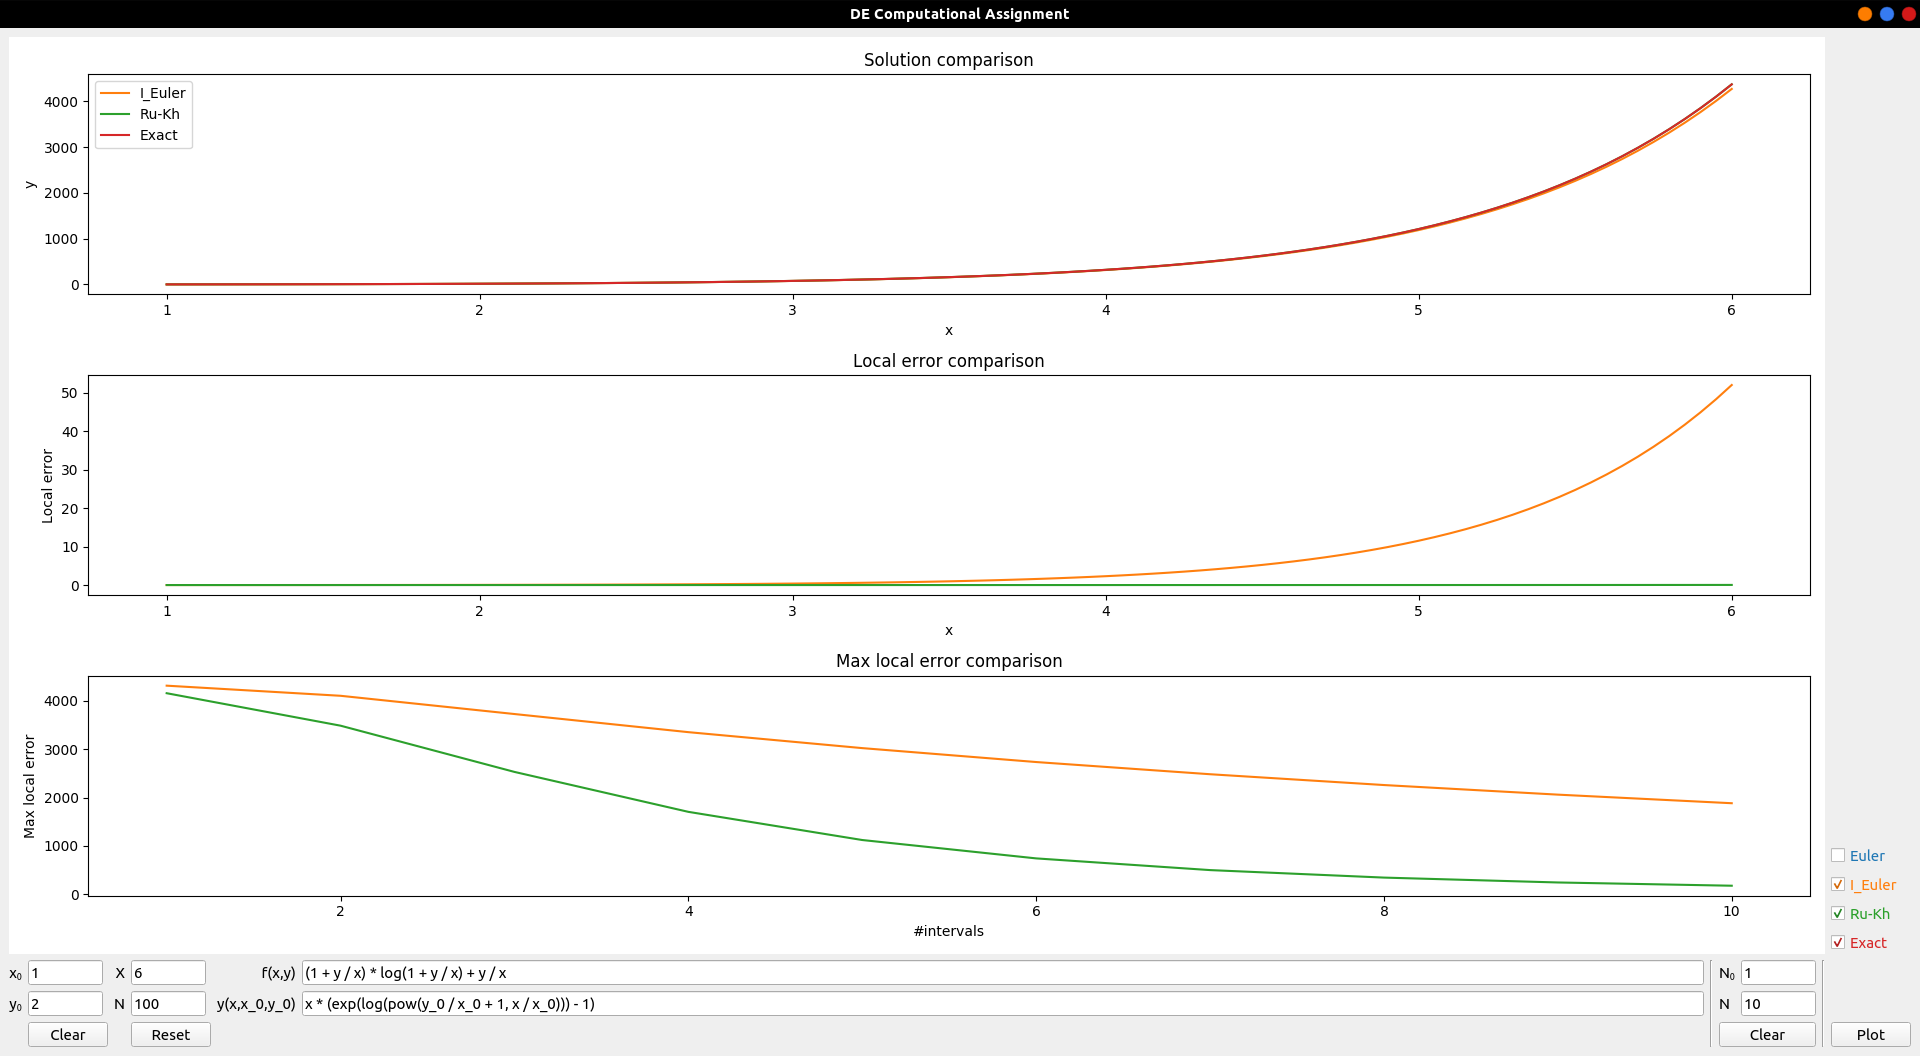 DE Computational Assignment
Solution comparison
I_Euler
Ru-Kh
Exact
4000
3000
2000
1000
0
y
1 2 3 4 5 6
x
Local error comparison
50
40
30
20
10
0
Local error
1 2 3 4 5 6
x
Max local error comparison
4000
3000
2000
1000
0
Max local error
2 4 6 8 10
#intervals
Euler
I_Euler
Ru-Kh
Exact
x₀ 1 X 6 f(x,y) (1 + y / x) * log(1 + y / x) + y / x N₀ 1
y₀ 2 N 100 y(x,x_0,y_0) x * (exp(log(pow(y_0 / x_0 + 1, x / x_0))) - 1) N 10
Clear Reset Clear Plot